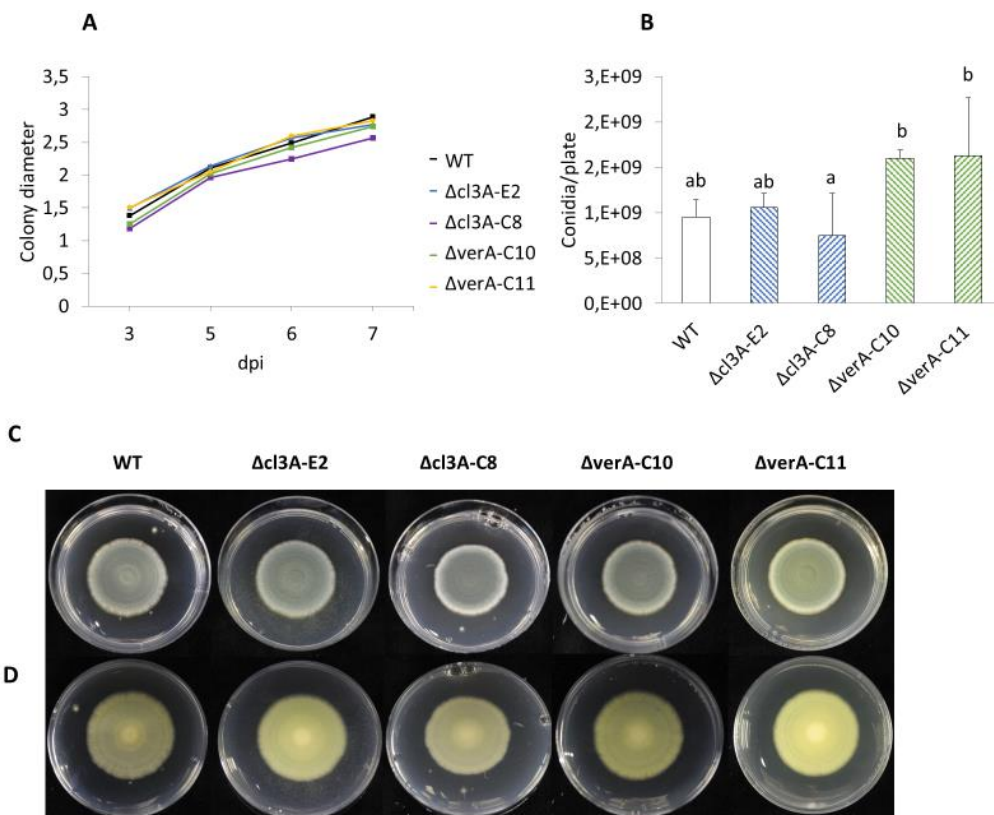 A
3,5
3
2,5
2
1,5
1
0,5
0
Colony diameter
3 5 6 7
dpi
WT
Δcl3A-E2
Δcl3A-C8
ΔverA-C10
ΔverA-C11
B
3,E+09
2,E+09
2,E+09
1,E+09
5,E+08
0,E+00
Conidia/plate
ab ab a b b
WT Δcl3A-E2 Δcl3A-C8 ΔverA-C10 ΔverA-C11
C
WT Δcl3A-E2 Δcl3A-C8 ΔverA-C10 ΔverA-C11
D